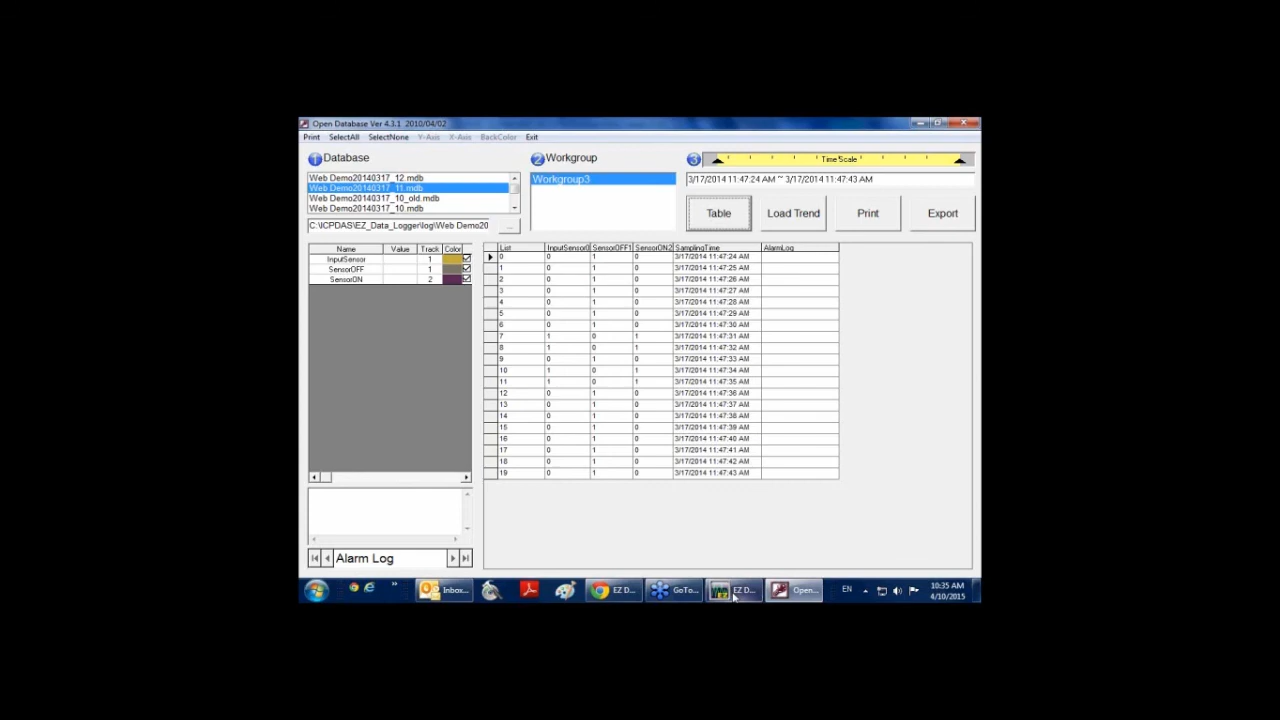 Open Database Ver 4.3.1 2010/04/02
Print SelectAll SelectNone Y-Axis X-Axis BackColor Exit
1 Database
Web Demo20140317_12.mdb
Web Demo20140317_11.mdb
Web Demo20140317_10_old.mdb
Web Demo20140317_10.mdb
C:\ICPDAS\EZ_Data_Logger\log\Web Demo20
...
2 Workgroup
Workgroup3
3 Time Scale
3/17/2014 11:47:24 AM ~ 3/17/2014 11:47:43 AM
Table Load Trend Print Export
Name Value Track Color
InputSensor 1
SensorOFF 1
SensorON 2
List InputSensor0 SensorOFF1 SensorON2 SamplingTime AlarmLog
0 0 1 0 3/17/2014 11:47:24 AM
1 0 1 0 3/17/2014 11:47:25 AM
2 0 1 0 3/17/2014 11:47:26 AM
3 0 1 0 3/17/2014 11:47:27 AM
4 0 1 0 3/17/2014 11:47:28 AM
5 0 1 0 3/17/2014 11:47:29 AM
6 0 1 0 3/17/2014 11:47:30 AM
7 1 0 1 3/17/2014 11:47:31 AM
8 1 0 1 3/17/2014 11:47:32 AM
9 0 1 0 3/17/2014 11:47:33 AM
10 1 0 1 3/17/2014 11:47:34 AM
11 1 0 1 3/17/2014 11:47:35 AM
12 0 1 0 3/17/2014 11:47:36 AM
13 0 1 0 3/17/2014 11:47:37 AM
14 0 1 0 3/17/2014 11:47:38 AM
15 0 1 0 3/17/2014 11:47:39 AM
16 0 1 0 3/17/2014 11:47:40 AM
17 0 1 0 3/17/2014 11:47:41 AM
18 0 1 0 3/17/2014 11:47:42 AM
19 0 1 0 3/17/2014 11:47:43 AM
Alarm Log
Inbox... EZ D... GoTo... EZ D... Open... EN 10:35 AM
4/10/2015